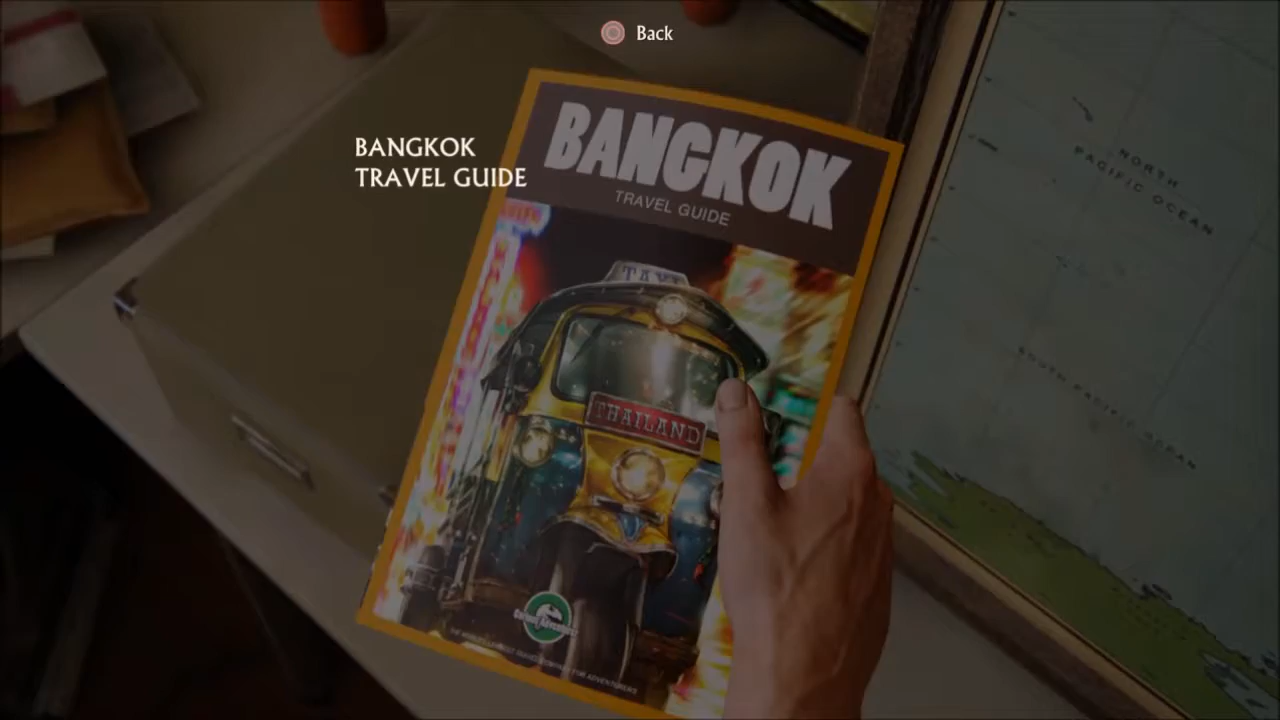 Back
BANGKOK
TRAVEL GUIDE
BANGKOK
TRAVEL GUIDE
TAXI
THAILAND
NORTH
PACIFIC OCEAN
SOUTH PACIFIC OCEAN